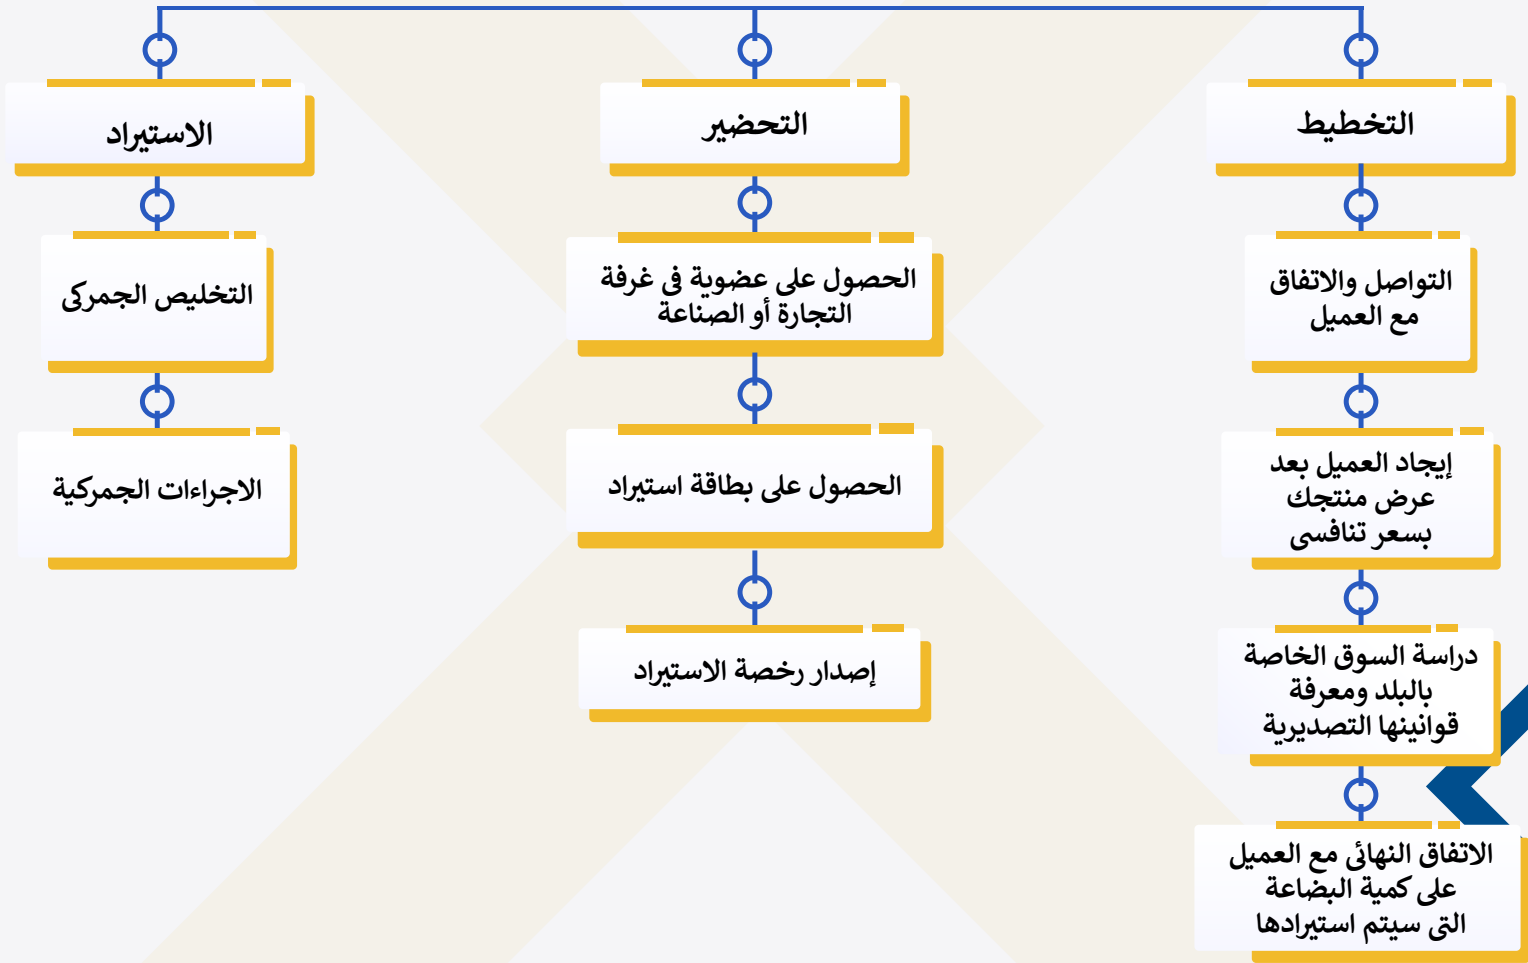 التخطيط
التواصل والاتفاق
مع العميل
إيجاد العميل بعد
عرض منتجك
بسعر تنافسى
دراسة السوق الخاصة
بالبلد ومعرفة
قوانينها التصديرية
الاتفاق النهائى مع العميل
على كمية البضاعة
التى سيتم استيرادها
التحضير
الحصول على عضوية فى غرفة
التجارة أو الصناعة
الحصول على بطاقة استيراد
إصدار رخصة الاستيراد
الاستيراد
التخليص الجمركى
الاجراءات الجمركية